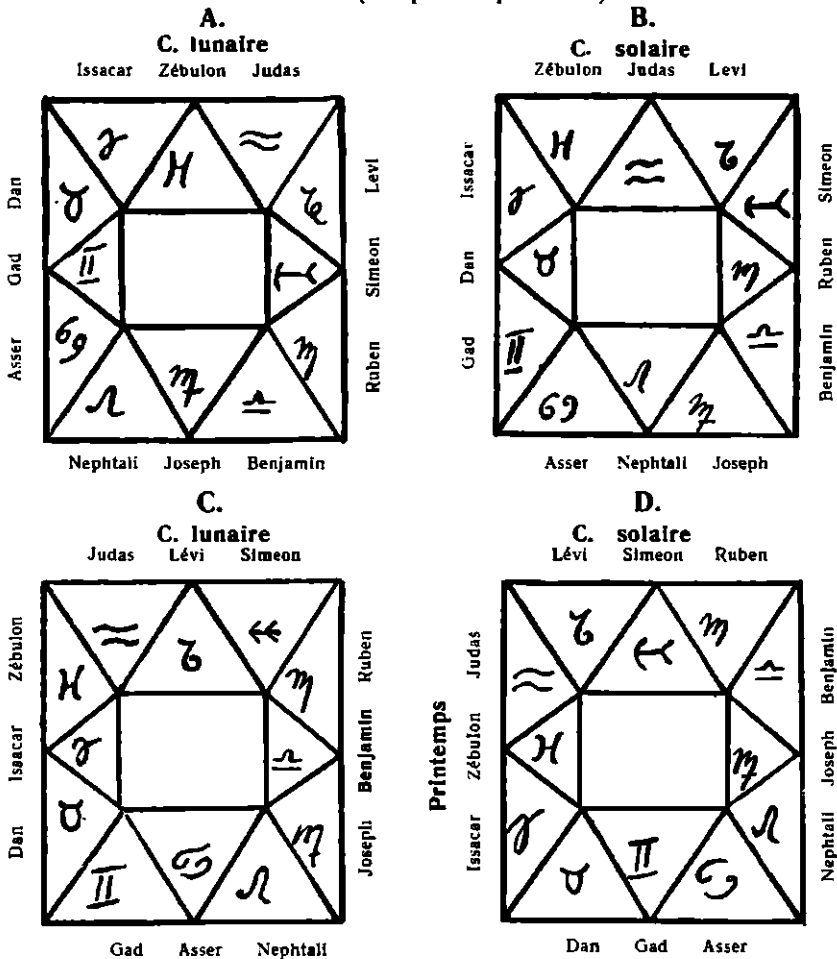 A.
C. lunaire
Issacar Zébulon Judas
Dan
Gad
Asser
Levi
Simeon
Ruben
Nephtali Joseph Benjamin
B.
C. solaire
Zébulon Judas Levi
Issacar
Dan
Gad
Simeon
Ruben
Benjamin
Asser Nephtali Joseph
C.
C. lunaire
Judas Lévi Simeon
Zébulon
Issacar
Dan
Ruben
Benjamin
Joseph
Gad Asser Nephtali
D.
C. solaire
Lévi Simeon Ruben
Printemps
Judas
Zébulon
Issacar
Benjamin
Joseph
Nephtali
Dan Gad Asser